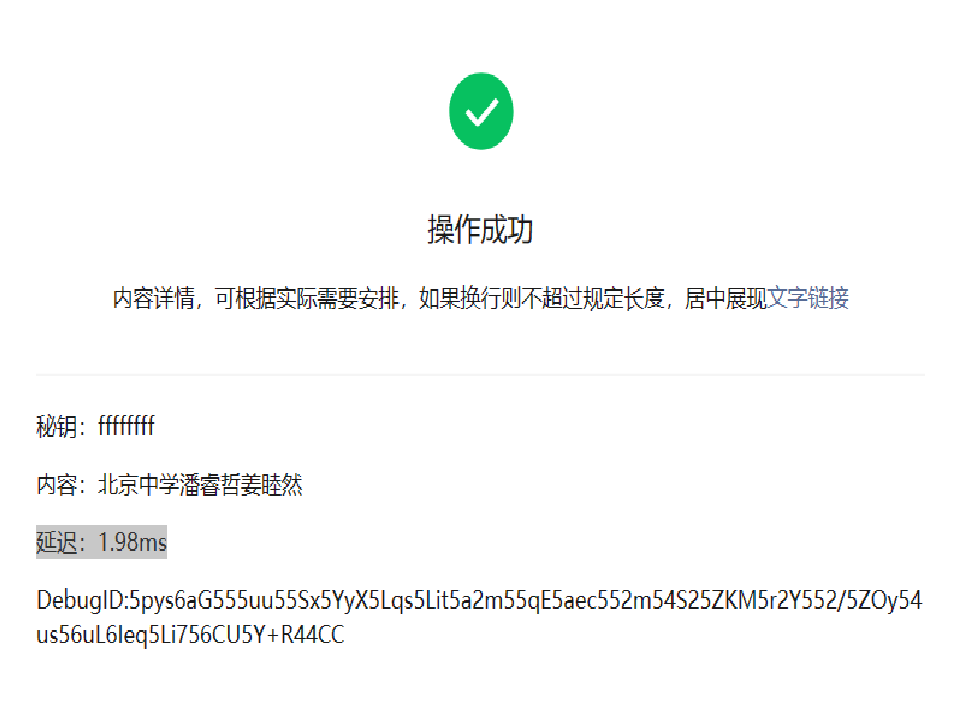 操作成功
内容详情，可根据实际需要安排，如果换行则不超过规定长度，居中展现文字链接
秘钥：ffffffff
内容：北京中学潘睿哲姜睦然
延迟：1.98ms
DebugID:5pys6aG555uu55Sx5YyX5Lqs5Lit5a2m55qE5aec552m54S25ZKM5r2Y552/5ZOy54
us56uL6Ieq5Li756CU5Y+R44CC